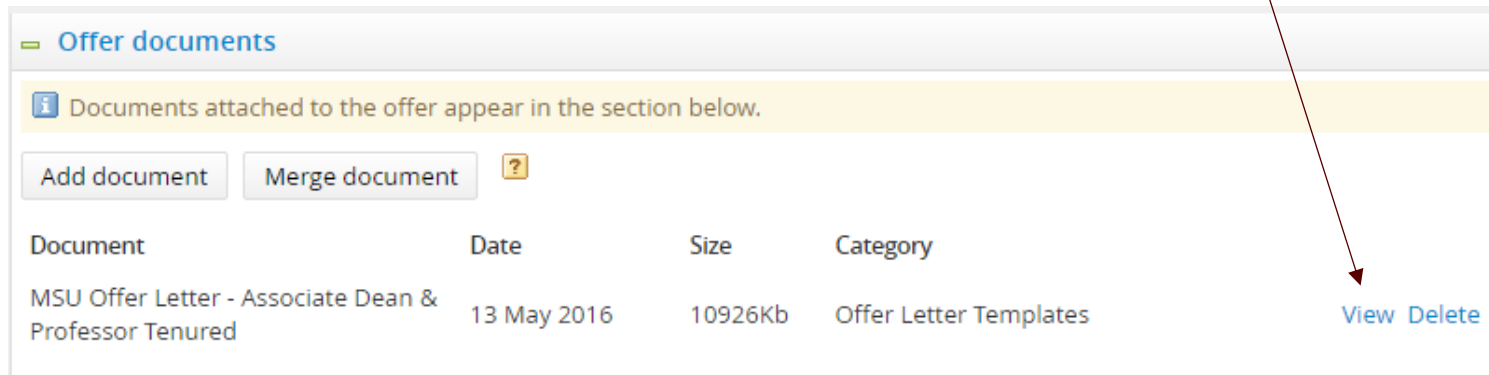 Offer documents
Documents attached to the offer appear in the section below.
Add document Merge document ?
Document Date Size Category
MSU Offer Letter - Associate Dean &
Professor Tenured
13 May 2016 10926Kb Offer Letter Templates View Delete